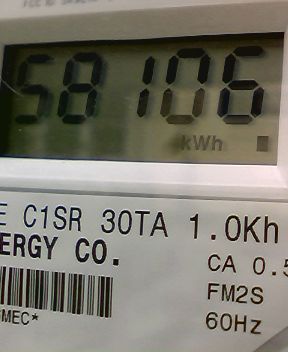 58106
kWh
E C1SR 30TA 1.0Kh
ERGY CO.
CA 0.5
FM2S
MEC*
60Hz